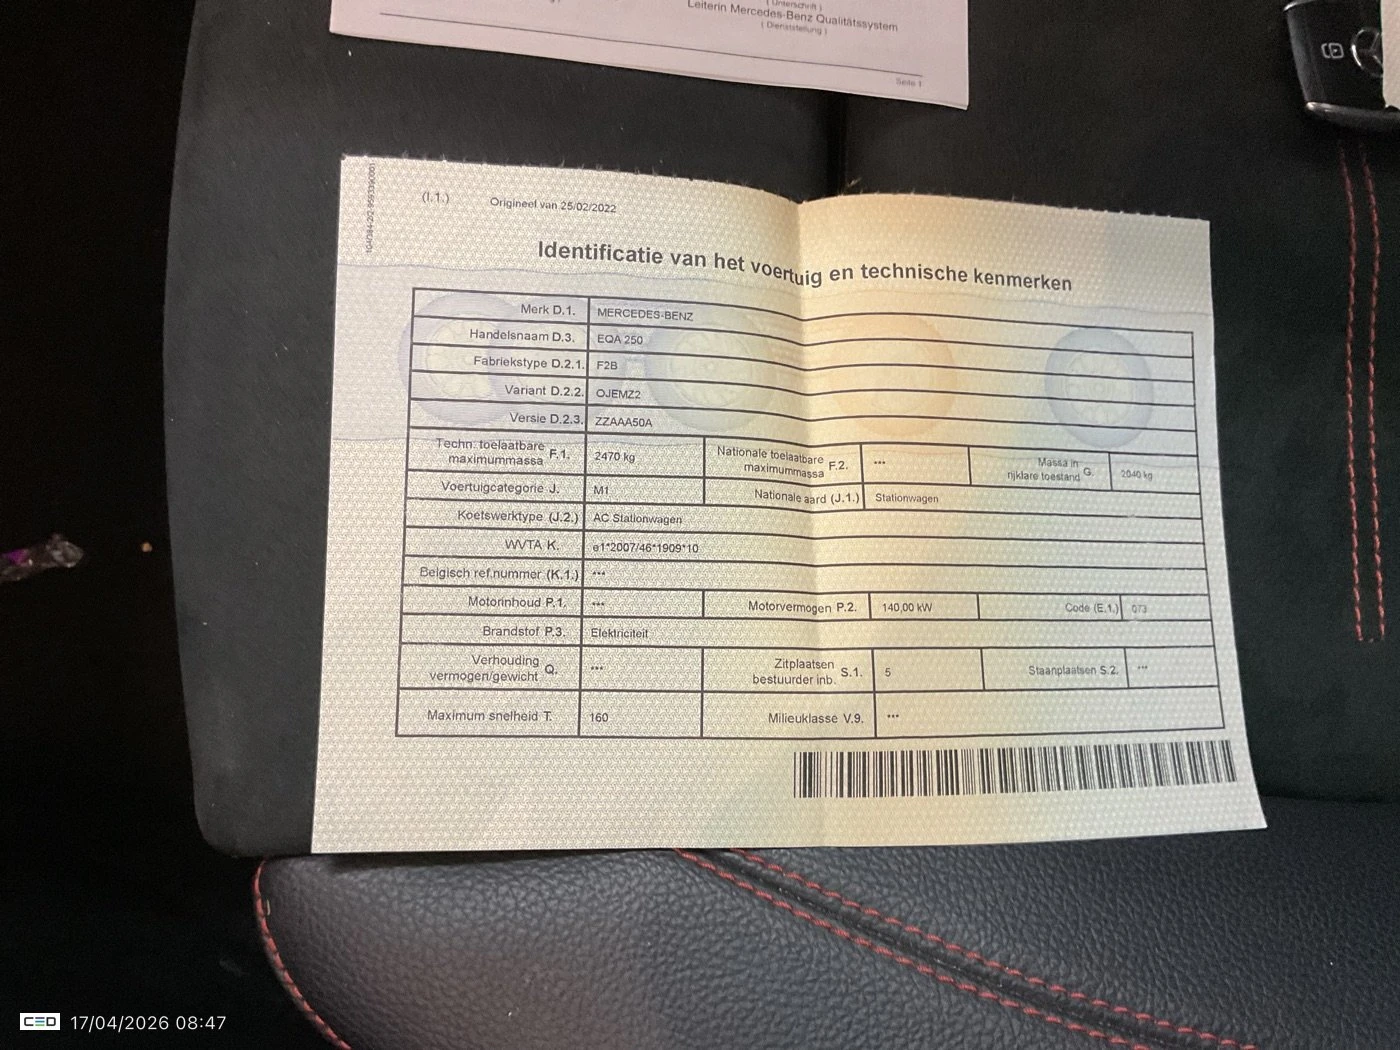 ( Unterschrift )
Leiterin Mercedes-Benz Qualitätssystem
( Dienststellung )
Seite 1
(I.1.) Origineel van 25/02/2022
Identificatie van het voertuig en technische kenmerken
Merk D.1. MERCEDES-BENZ
Handelsnaam D.3. EQA 250
Fabriekstype D.2.1. F2B
Variant D.2.2. OJEMZ2
Versie D.2.3. ZZAAA50A
Techn. toelaatbare maximummassa F.1. 2470 kg Nationale toelaatbare maximummassa F.2. *** Massa in rijklare toestand G. 2040 kg
Voertuigcategorie J. M1 Nationale aard (J.1.) Stationwagen
Koetswerktype (J.2.) AC Stationwagen
WVTA K. e1*2007/46*1909*10
Belgisch ref.nummer (K.1.) ***
Motorinhoud P.1. *** Motorvermogen P.2. 140,00 kW Code (E.1.) 073
Brandstof P.3. Elektriciteit
Verhouding vermogen/gewicht Q. *** Zitplaatsen bestuurder inb. S.1. 5 Staanplaatsen S.2. ***
Maximum snelheid T. 160 Milieuklasse V.9. ***
CED 17/04/2026 08:47